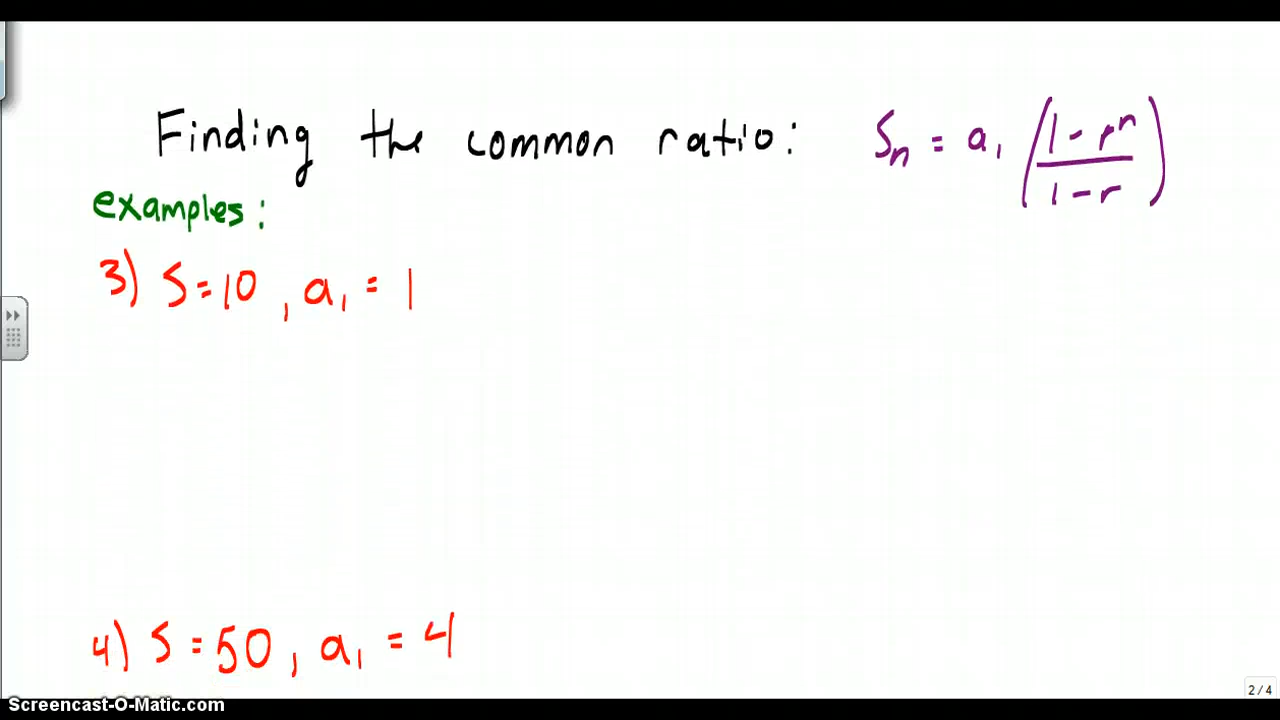 Finding the common ratio: Sₙ = a₁ ((1 - rⁿ)/(1 - r))
examples:
3) S = 10, a₁ = 1
4) S = 50, a₁ = 4
2 / 4
Screencast-O-Matic.com